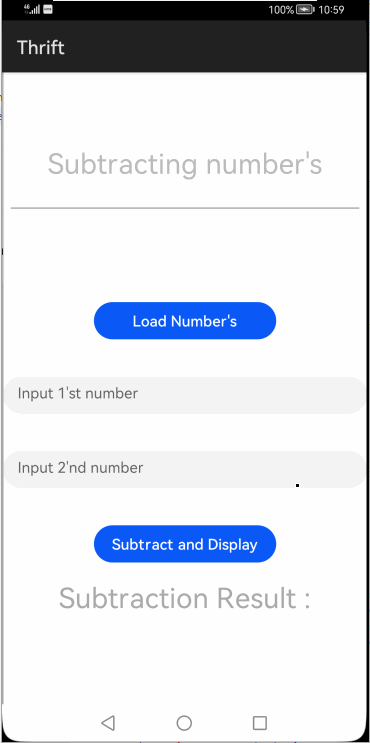 100% 10:59
Thrift
Subtracting number's
Load Number's
Input 1'st number
Input 2'nd number
Subtract and Display
Subtraction Result :